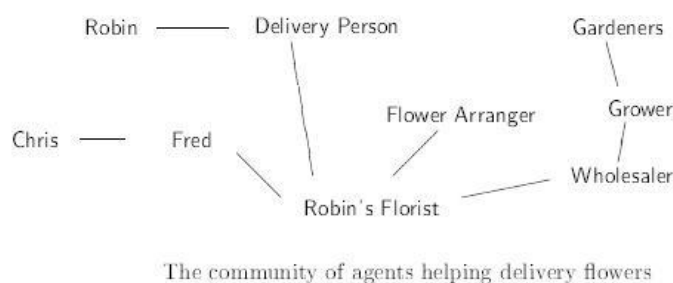 Robin
Delivery Person
Gardeners
Flower Arranger
Grower
Chris
Fred
Wholesaler
Robin's Florist
The community of agents helping delivery flowers